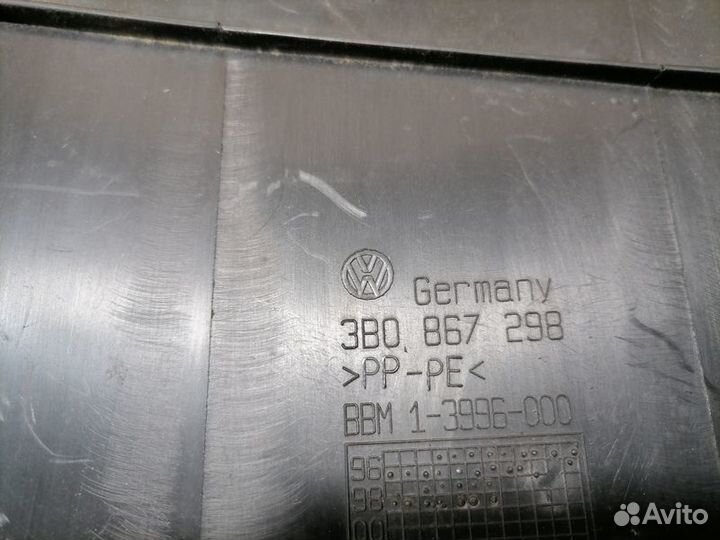 Germany
3B0 867 298
>PP-PE<
BBM 1-3996-000
96
98
00
Avito